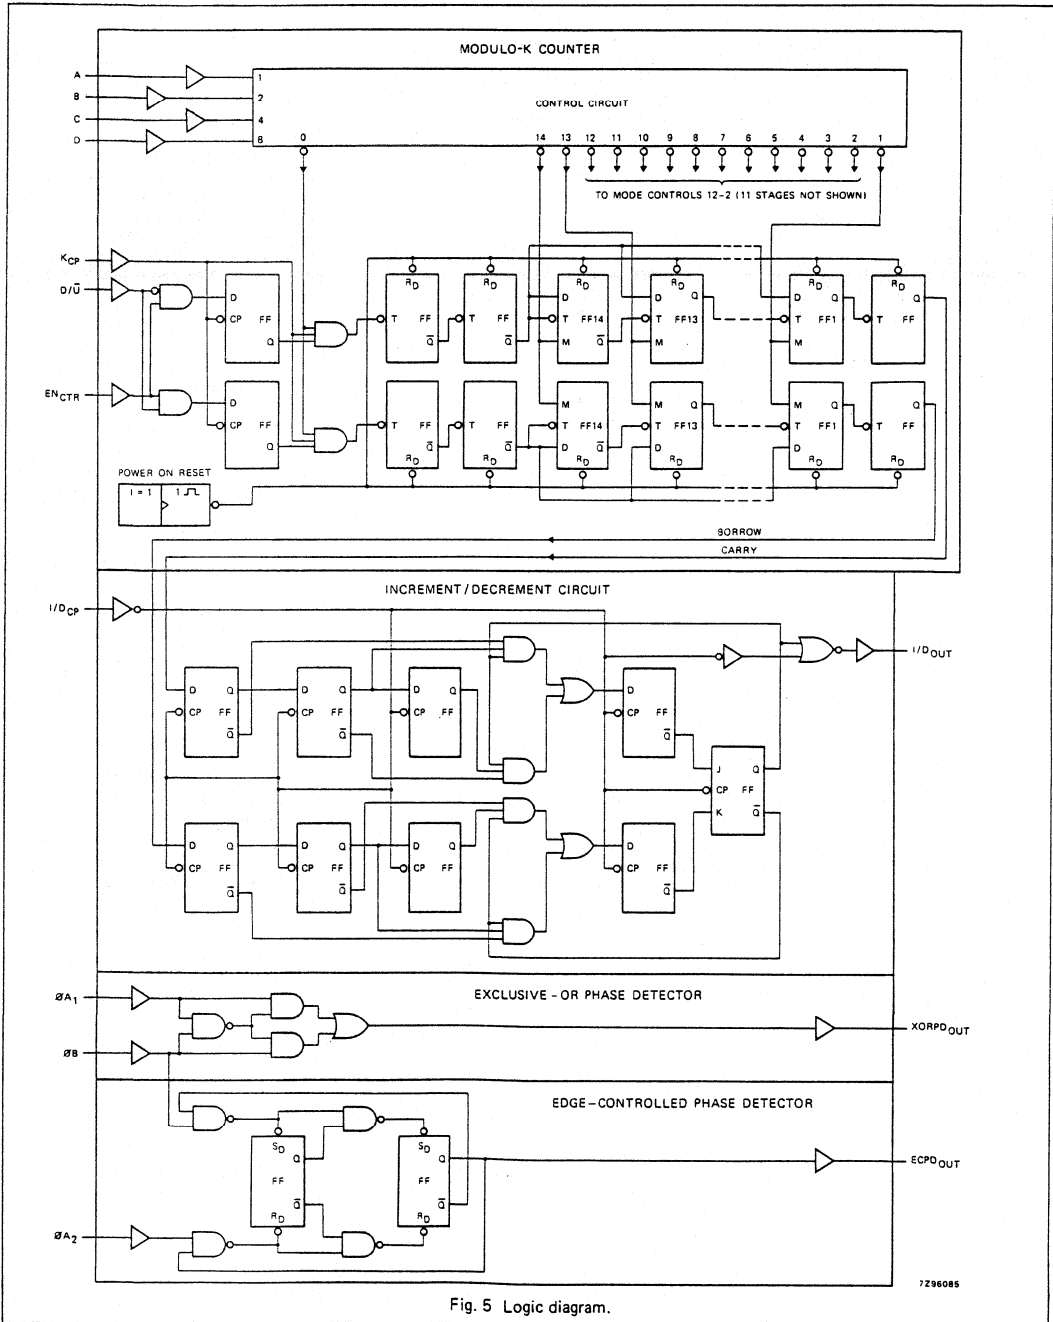 MODULO-K COUNTER
A
B
C
D
1
2
4
8
CONTROL CIRCUIT
0 14 13 12 11 10 9 8 7 6 5 4 3 2 1
TO MODE CONTROLS 12-2 (11 STAGES NOT SHOWN)
KCP
D/U̅
ENCTR
D FF CP Q
RD T FF Q̅
RD T FF Q̅
RD D T FF14 M Q̅
RD D Q T FF13 M
RD D Q T FF1 M
RD Q T FF
D FF CP Q
T FF Q̅ RD
T FF Q̅ RD
M T FF14 D Q̅ RD
M Q T FF13 D RD
M Q T FF1 D RD
Q T FF RD
POWER ON RESET
I = 1 1
BORROW
CARRY
INCREMENT/DECREMENT CIRCUIT
I/DCP
I/DOUT
D Q CP FF Q̅
D Q CP FF Q̅
D Q CP FF
D CP FF Q̅
J Q CP FF K Q̅
D Q CP FF Q̅
D Q CP FF Q̅
D Q CP FF
D CP FF Q̅
EXCLUSIVE-OR PHASE DETECTOR
ØA1
ØB
XORPDOUT
EDGE-CONTROLLED PHASE DETECTOR
SD Q FF Q̅ RD
SD Q FF Q̅ RD
ECPDOUT
ØA2
7Z96085
Fig. 5 Logic diagram.